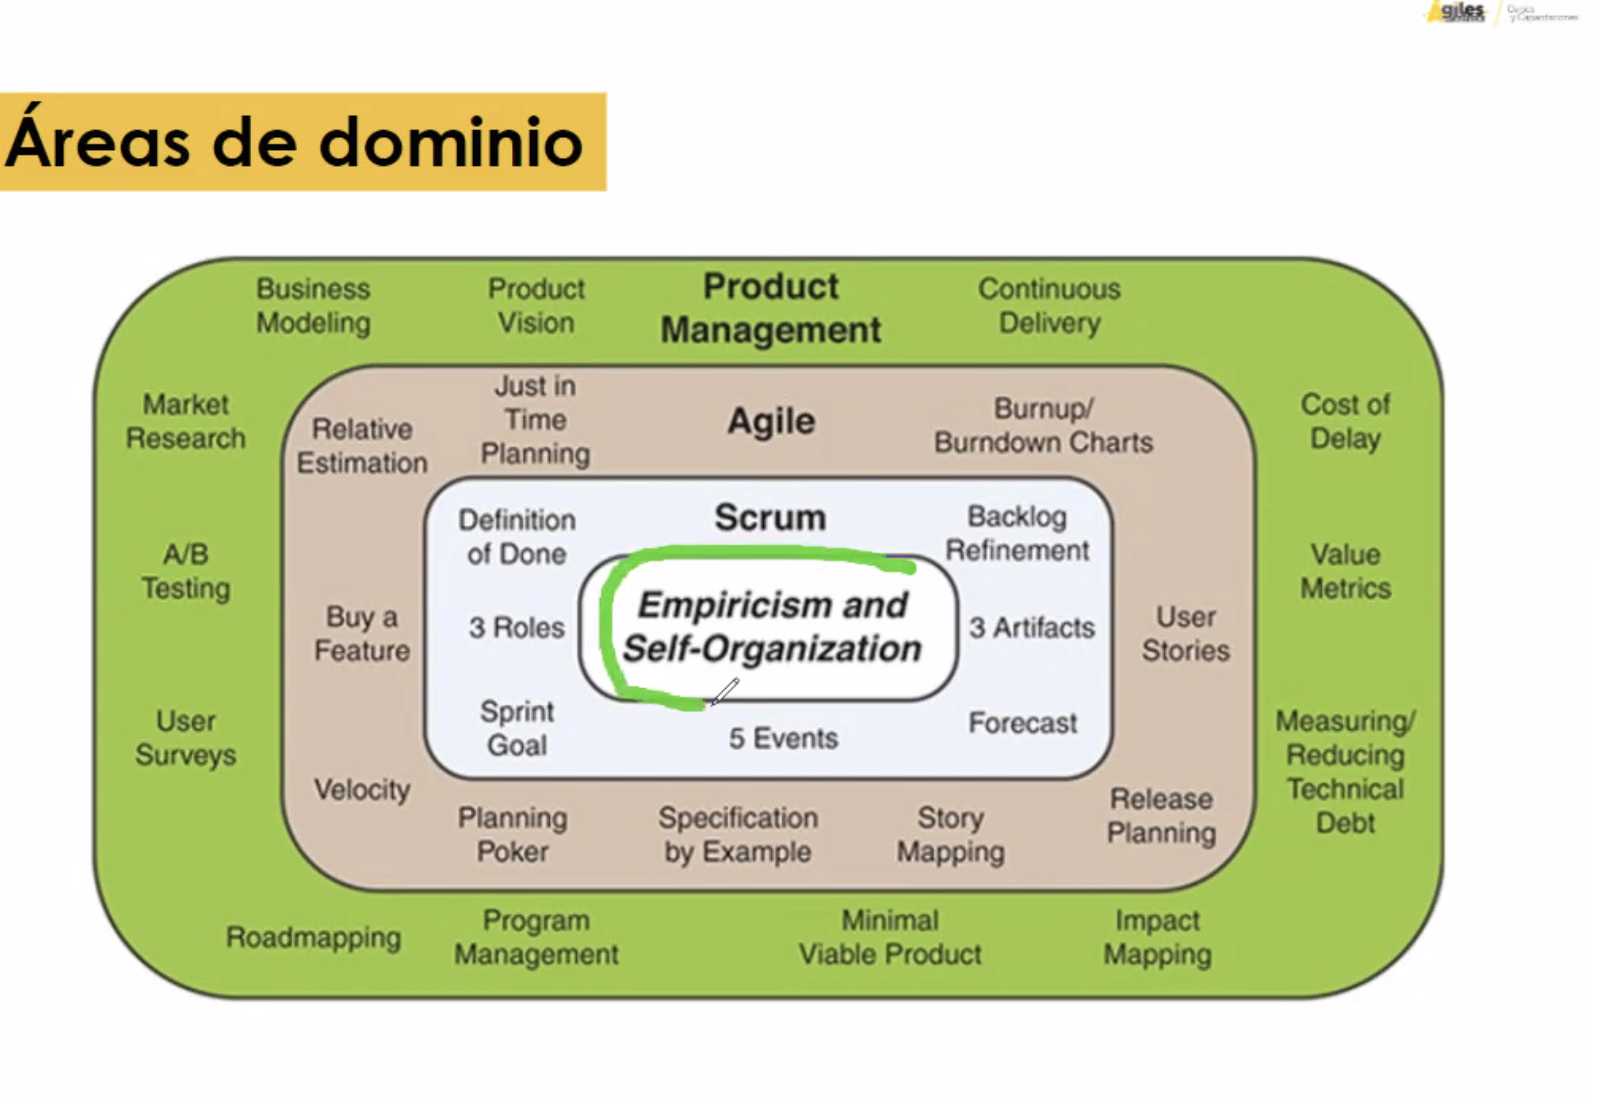 ágiles
Cursos
y Capacitaciones
Áreas de dominio
Business
Modeling
Product
Vision
Product
Management
Continuous
Delivery
Market
Research
Relative
Estimation
Just in
Time
Planning
Agile
Burnup/
Burndown Charts
Cost of
Delay
A/B
Testing
Definition
of Done
Scrum
Backlog
Refinement
Value
Metrics
Buy a
Feature
3 Roles
Empiricism and
Self-Organization
3 Artifacts
User
Stories
User
Surveys
Sprint
Goal
5 Events
Forecast
Measuring/
Reducing
Technical
Debt
Velocity
Planning
Poker
Specification
by Example
Story
Mapping
Release
Planning
Roadmapping
Program
Management
Minimal
Viable Product
Impact
Mapping